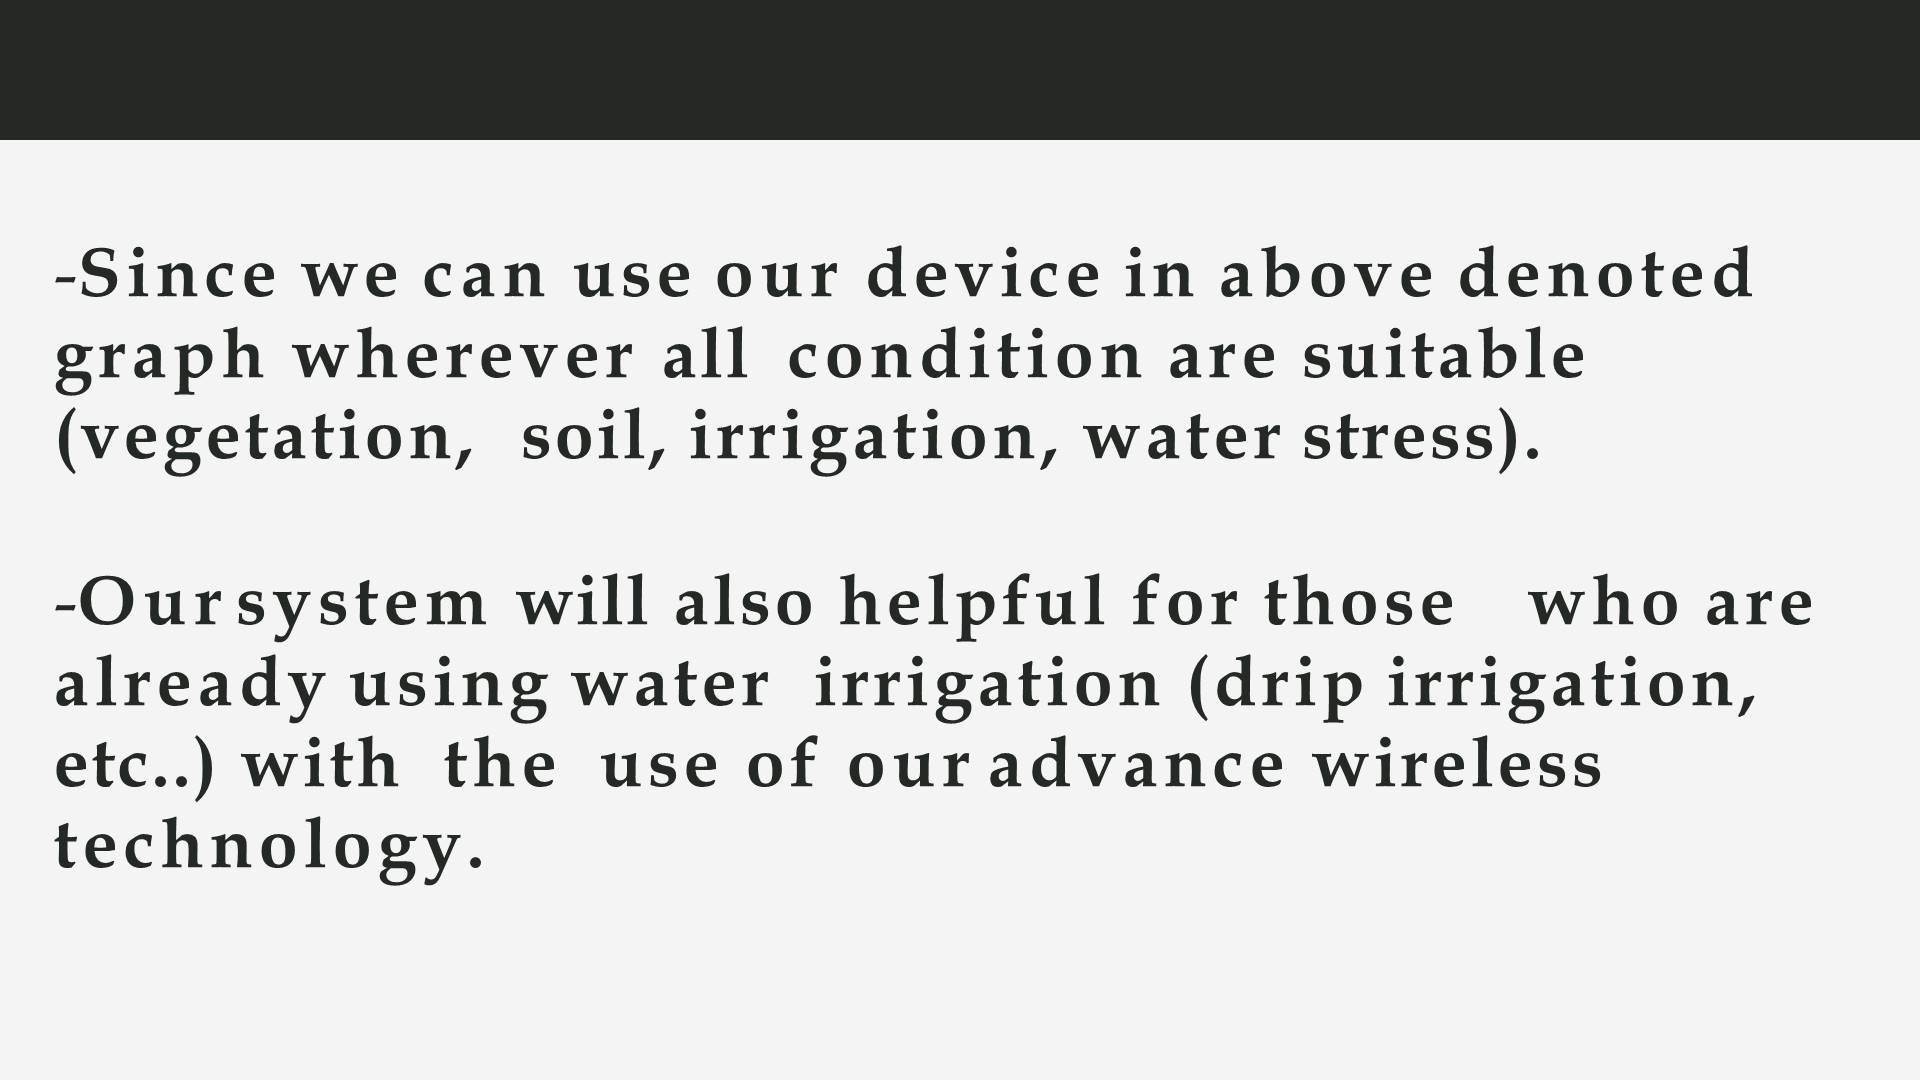 -Since we can use our device in above denoted
graph wherever all condition are suitable
(vegetation, soil, irrigation, water stress).
-Our system will also helpful for those who are
already using water irrigation (drip irrigation,
etc..) with the use of our advance wireless
technology.